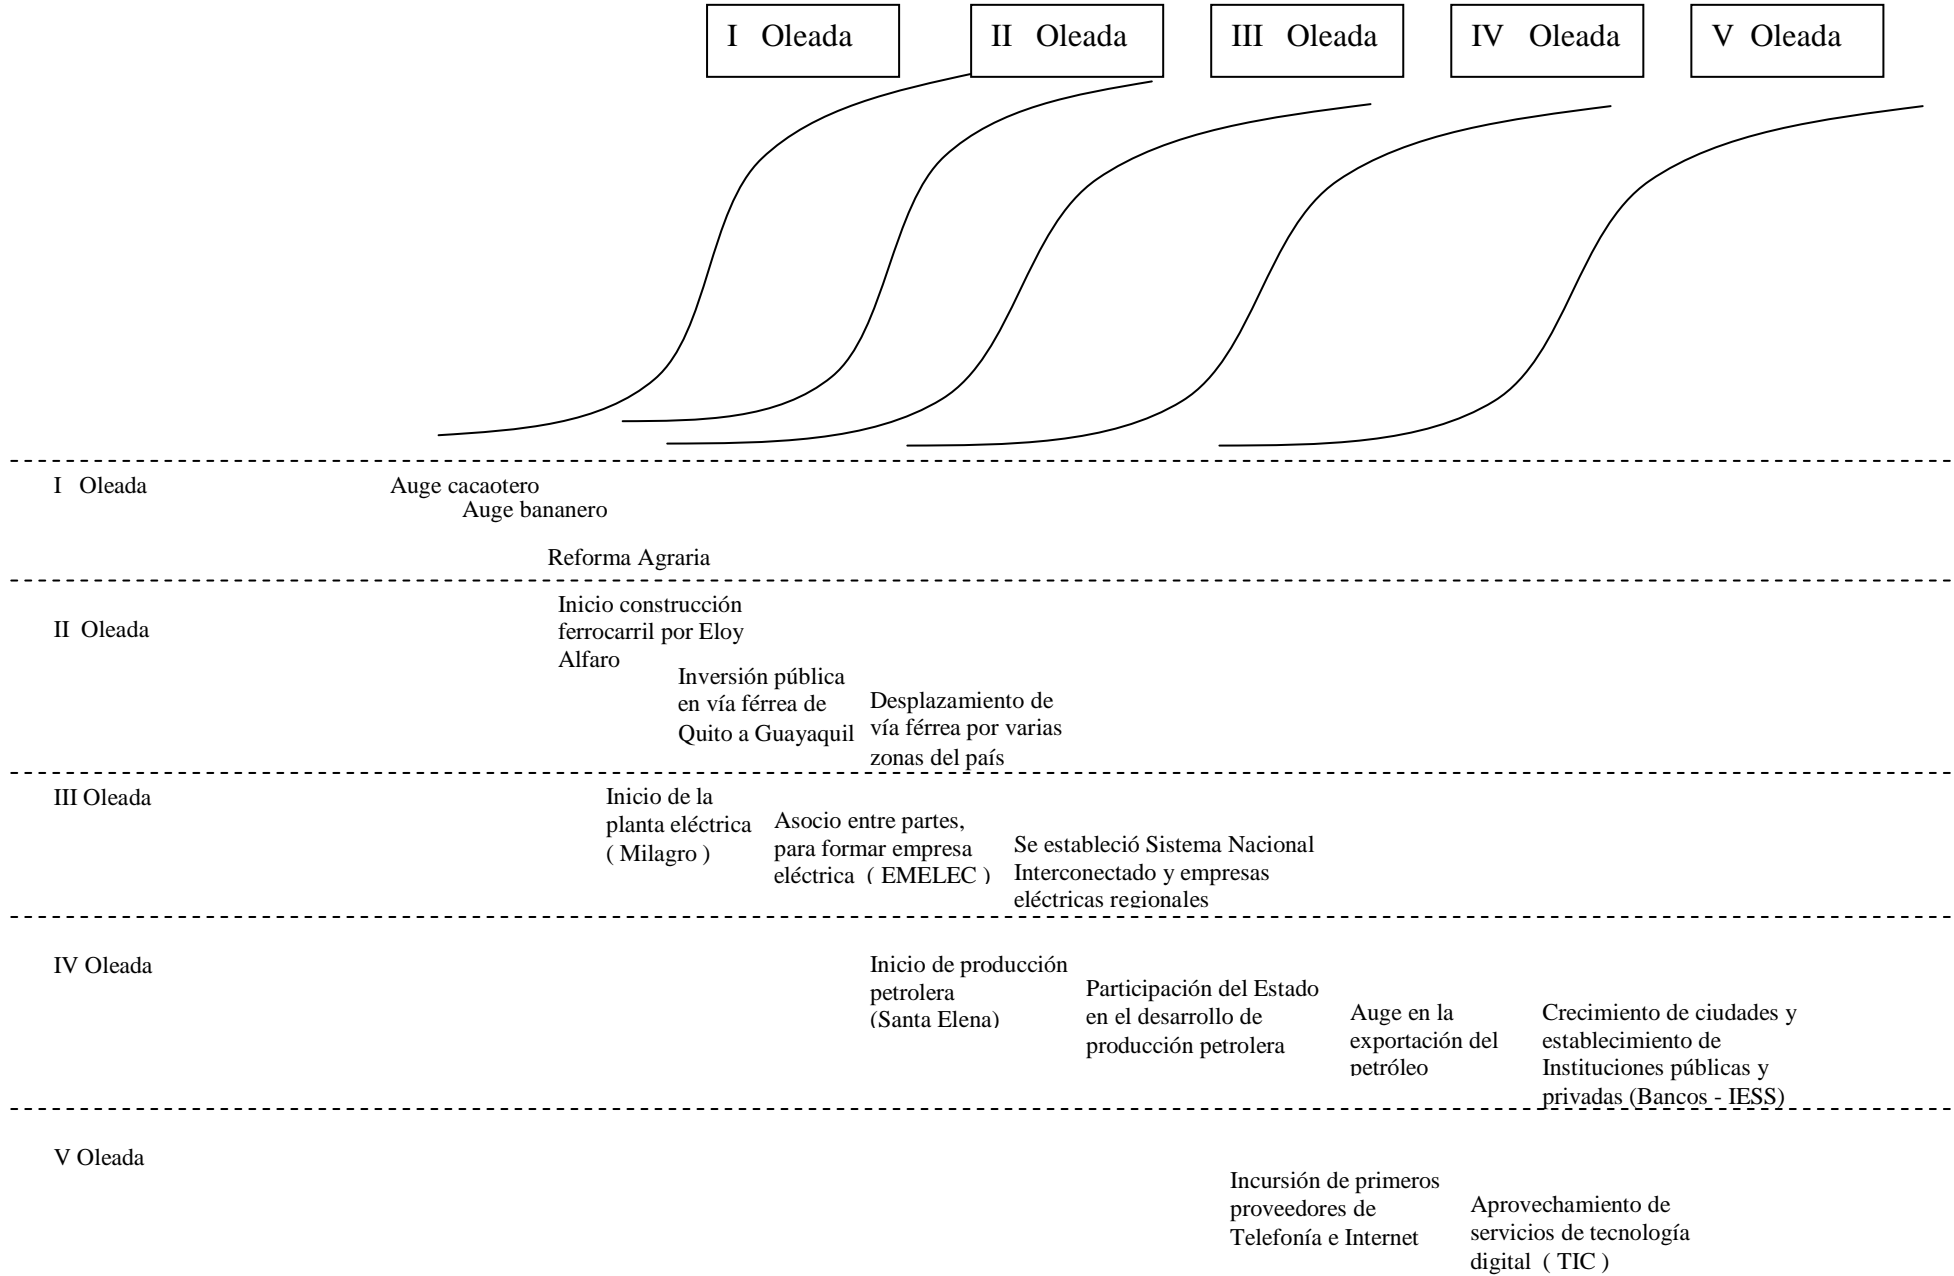 I Oleada
II Oleada
III Oleada
IV Oleada
V Oleada
I Oleada
Auge cacaotero
Auge bananero
Reforma Agraria
II Oleada
Inicio construcción
ferrocarril por Eloy
Alfaro
Inversión pública
en vía férrea de
Quito a Guayaquil
Desplazamiento de
vía férrea por varias
zonas del país
III Oleada
Inicio de la
planta eléctrica
( Milagro )
Asocio entre partes,
para formar empresa
eléctrica ( EMELEC )
Se estableció Sistema Nacional
Interconectado y empresas
eléctricas regionales
IV Oleada
Inicio de producción
petrolera
(Santa Elena)
Participación del Estado
en el desarrollo de
producción petrolera
Auge en la
exportación del
petróleo
Crecimiento de ciudades y
establecimiento de
Instituciones públicas y
privadas (Bancos - IESS)
V Oleada
Incursión de primeros
proveedores de
Telefonía e Internet
Aprovechamiento de
servicios de tecnología
digital ( TIC )